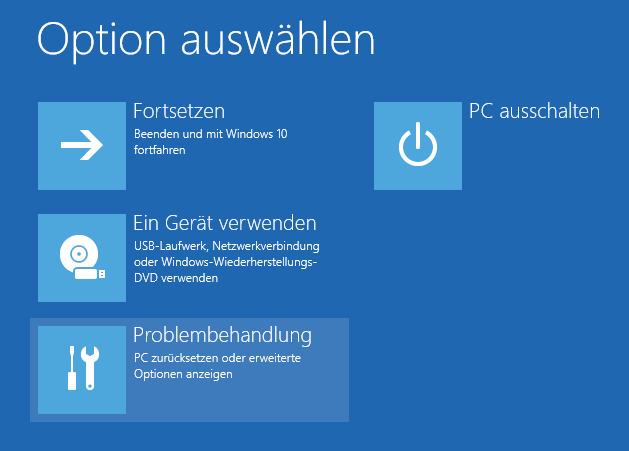 Option auswählen
Fortsetzen
Beenden und mit Windows 10
fortfahren
PC ausschalten
Ein Gerät verwenden
USB-Laufwerk, Netzwerkverbindung
oder Windows-Wiederherstellungs-
DVD verwenden
Problembehandlung
PC zurücksetzen oder erweiterte
Optionen anzeigen